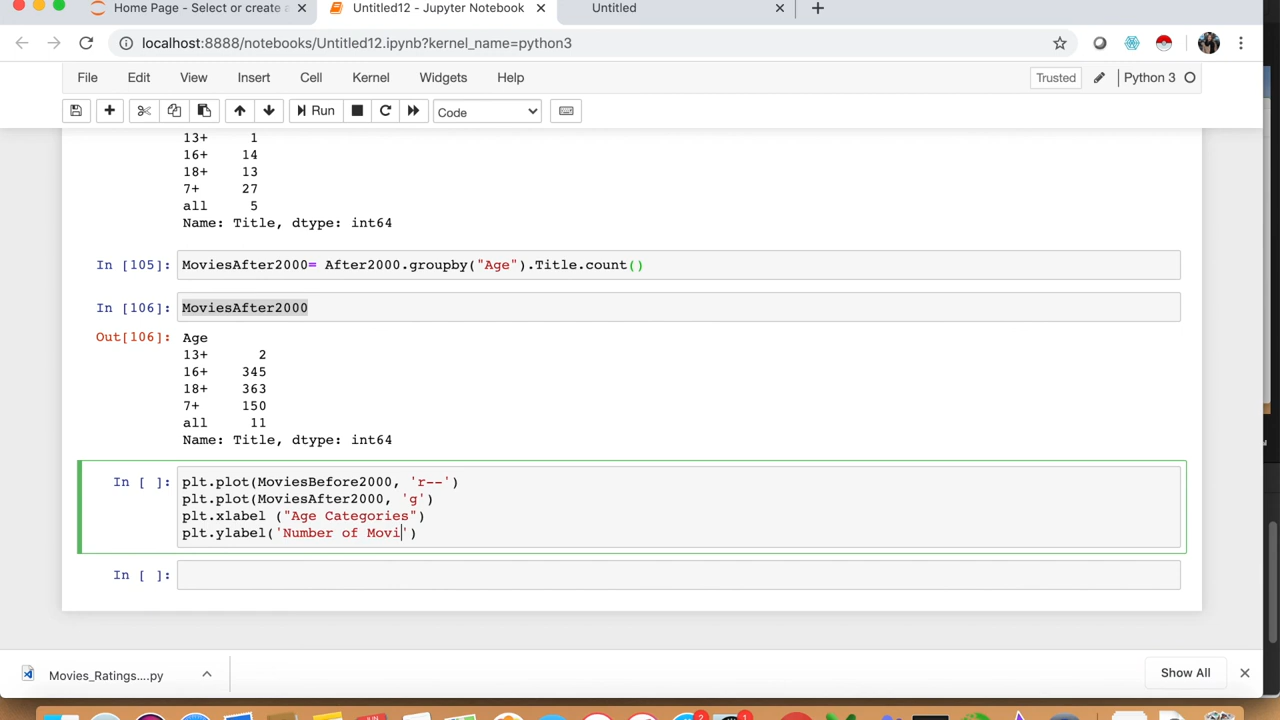 Home Page - Select or create a
Untitled12 - Jupyter Notebook
Untitled
localhost:8888/notebooks/Untitled12.ipynb?kernel_name=python3
File Edit View Insert Cell Kernel Widgets Help
Trusted
Python 3
Run
Code
13+ 1
16+ 14
18+ 13
7+ 27
all 5
Name: Title, dtype: int64
In [105]: MoviesAfter2000= After2000.groupby("Age").Title.count()
In [106]: MoviesAfter2000
Out[106]: Age
13+ 2
16+ 345
18+ 363
7+ 150
all 11
Name: Title, dtype: int64
In [ ]: plt.plot(MoviesBefore2000, 'r--')
plt.plot(MoviesAfter2000, 'g')
plt.xlabel ("Age Categories")
plt.ylabel('Number of Movi')
In [ ]:
Movies_Ratings....py
Show All
2
1